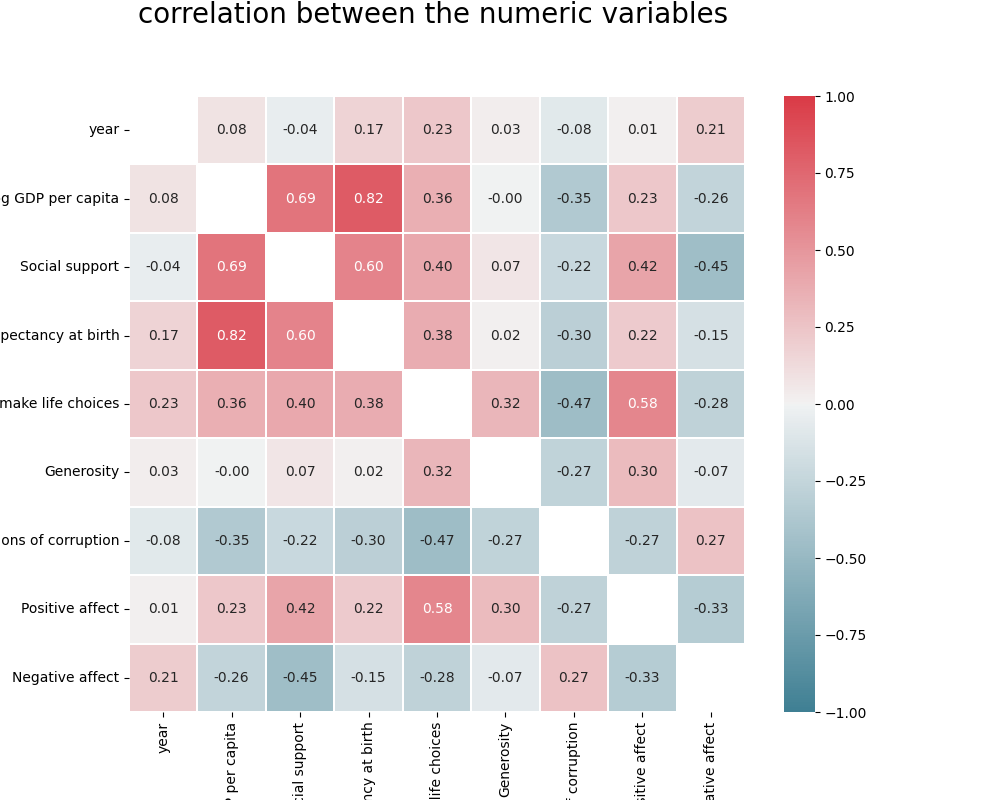 correlation between the numeric variables
year 0.08 -0.04 0.17 0.23 0.03 -0.08 0.01 0.21
g GDP per capita 0.08 0.69 0.82 0.36 -0.00 -0.35 0.23 -0.26
Social support -0.04 0.69 0.60 0.40 0.07 -0.22 0.42 -0.45
pectancy at birth 0.17 0.82 0.60 0.38 0.02 -0.30 0.22 -0.15
make life choices 0.23 0.36 0.40 0.38 0.32 -0.47 0.58 -0.28
Generosity 0.03 -0.00 0.07 0.02 0.32 -0.27 0.30 -0.07
ons of corruption -0.08 -0.35 -0.22 -0.30 -0.47 -0.27 -0.27 0.27
Positive affect 0.01 0.23 0.42 0.22 0.58 0.30 -0.27 -0.33
Negative affect 0.21 -0.26 -0.45 -0.15 -0.28 -0.07 0.27 -0.33
year
per capita
cial support
ncy at birth
life choices
Generosity
corruption
sitive affect
ative affect
1.00
0.75
0.50
0.25
0.00
−0.25
−0.50
−0.75
−1.00